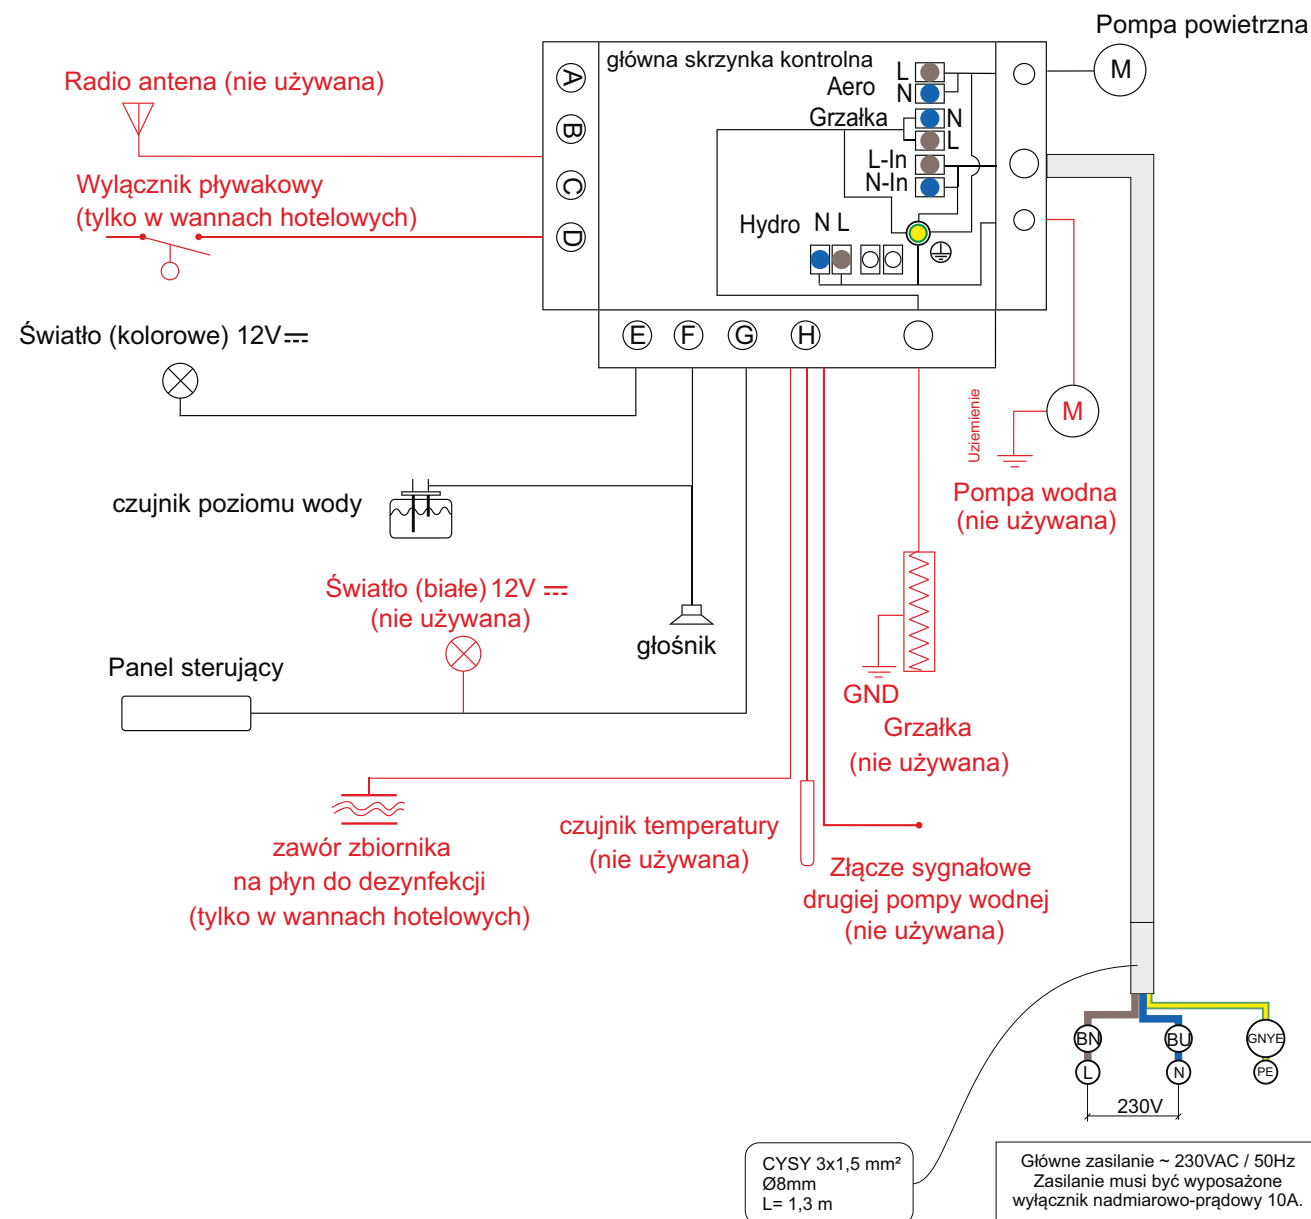 Pompa powietrzna
M
główna skrzynka kontrolna
A
B
C
D
L
Aero
N
Grzałka
N
L
L-In
N-In
Hydro N L
Radio antena (nie używana)
Wylącznik pływakowy
(tylko w wannach hotelowych)
E
F
G
H
Światło (kolorowe) 12V
Uziemienie
M
Pompa wodna
(nie używana)
czujnik poziomu wody
Światło (białe) 12V
(nie używana)
głośnik
Panel sterujący
GND
Grzałka
(nie używana)
zawór zbiornika
na płyn do dezynfekcji
(tylko w wannach hotelowych)
czujnik temperatury
(nie używana)
Złącze sygnałowe
drugiej pompy wodnej
(nie używana)
BN
BU
GNYE
L
N
PE
230V
CYSY 3x1,5 mm²
Ø8mm
L= 1,3 m
Główne zasilanie ~ 230VAC / 50Hz
Zasilanie musi być wyposażone
wyłącznik nadmiarowo-prądowy 10A.